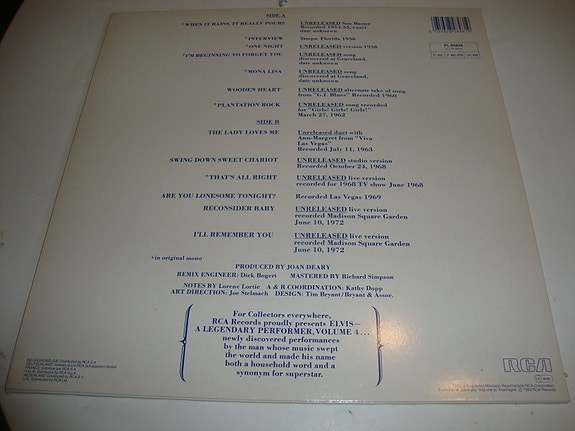 SIDE A
*WHEN IT RAINS, IT REALLY POURS UNRELEASED Sun Master
Recorded 1954-55, exact
date unknown
*INTERVIEW Tampa, Florida 1956
*ONE NIGHT UNRELEASED version 1956
*I'M BEGINNING TO FORGET YOU UNRELEASED song
discovered at Graceland,
date unknown
*MONA LISA UNRELEASED song
discovered at Graceland,
date unknown
WOODEN HEART UNRELEASED alternate take of song
from "G.I. Blues" Recorded 1960
*PLANTATION ROCK UNRELEASED song recorded
for "Girls! Girls! Girls!"
March 27, 1962
SIDE B
THE LADY LOVES ME Unreleased duet with
Ann-Margret from "Viva
Las Vegas"
Recorded July 11, 1963
SWING DOWN SWEET CHARIOT UNRELEASED studio version
Recorded October 24, 1968
*THAT'S ALL RIGHT UNRELEASED live version
recorded for 1968 TV show June 1968
ARE YOU LONESOME TONIGHT? Recorded Las Vegas 1969
RECONSIDER BABY UNRELEASED live version
recorded Madison Square Garden
June 10, 1972
I'LL REMEMBER YOU UNRELEASED live version
recorded Madison Square Garden
June 10, 1972
*in original mono
PRODUCED BY JOAN DEARY
REMIX ENGINEER: Dick Bogert MASTERED BY Richard Simpson
NOTES BY Lorene Lortie A & R COORDINATION: Kathy Dopp
ART DIRECTION: Joe Stelmach DESIGN: Tim Bryant/Bryant & Assoc.
For Collectors everywhere,
RCA Records proudly presents ELVIS—
A LEGENDARY PERFORMER, VOLUME 4...
newly discovered performances
by the man whose music swept
the world and made his name
both a household word and a
synonym for superstar.
RCA